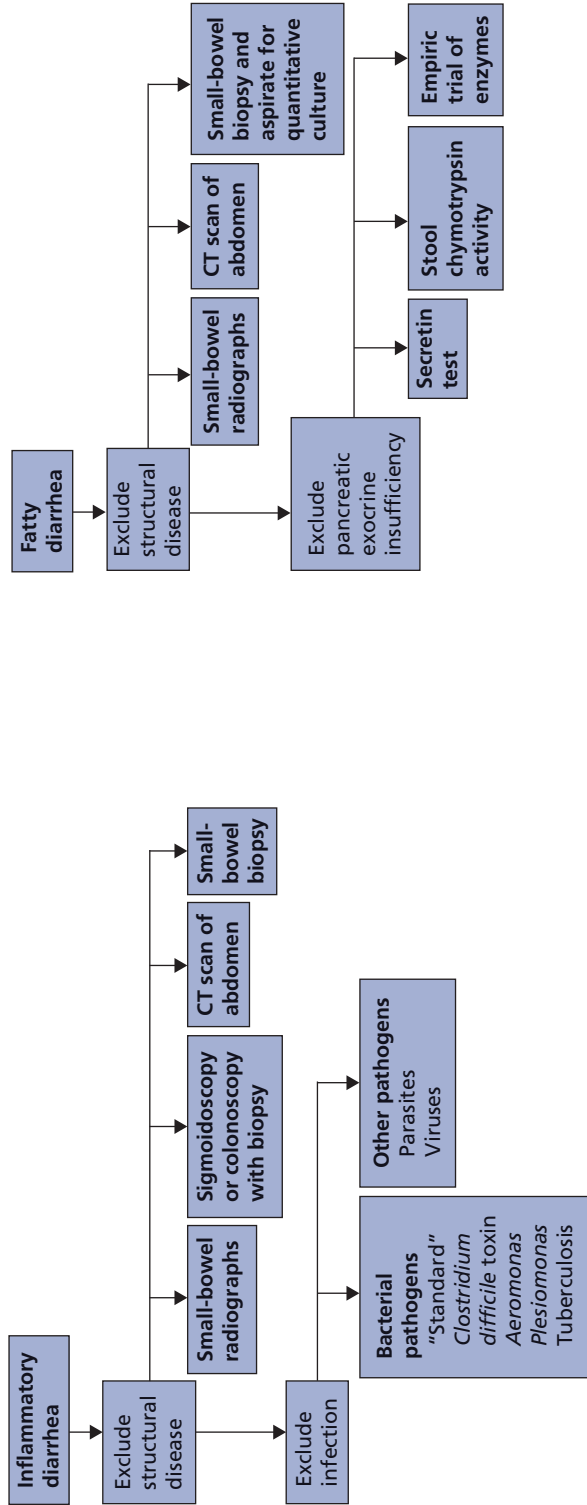 Inflammatory
diarrhea
Exclude
structural
disease
Small-bowel
radiographs
Sigmoidoscopy
or colonoscopy
with biopsy
CT scan of
abdomen
Small-
bowel
biopsy
Exclude
infection
Bacterial
pathogens
"Standard"
Clostridium
difficile toxin
Aeromonas
Plesiomonas
Tuberculosis
Other pathogens
Parasites
Viruses
Fatty
diarrhea
Exclude
structural
disease
Small-bowel
radiographs
CT scan of
abdomen
Small-bowel
biopsy and
aspirate for
quantitative
culture
Exclude
pancreatic
exocrine
insufficiency
Secretin
test
Stool
chymotrypsin
activity
Empiric
trial of
enzymes